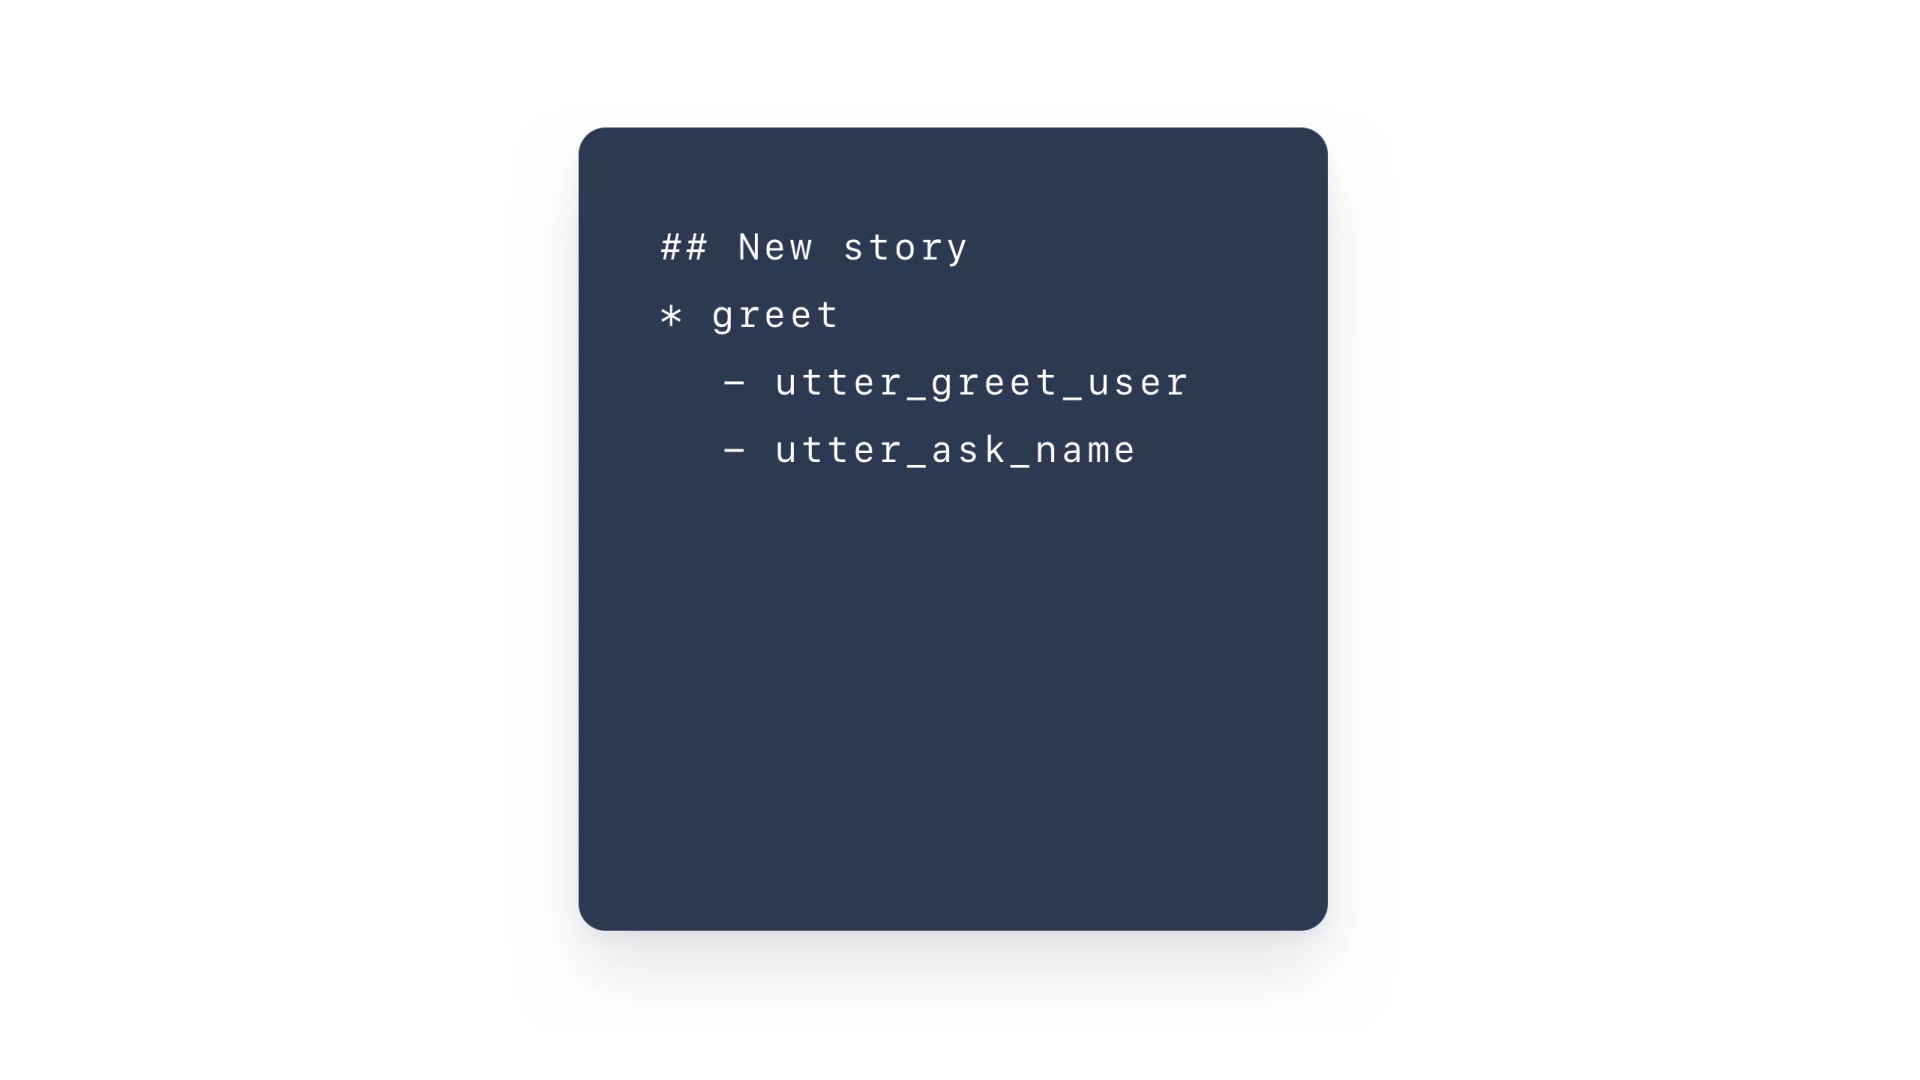 ## New story
* greet
   - utter_greet_user
   - utter_ask_name